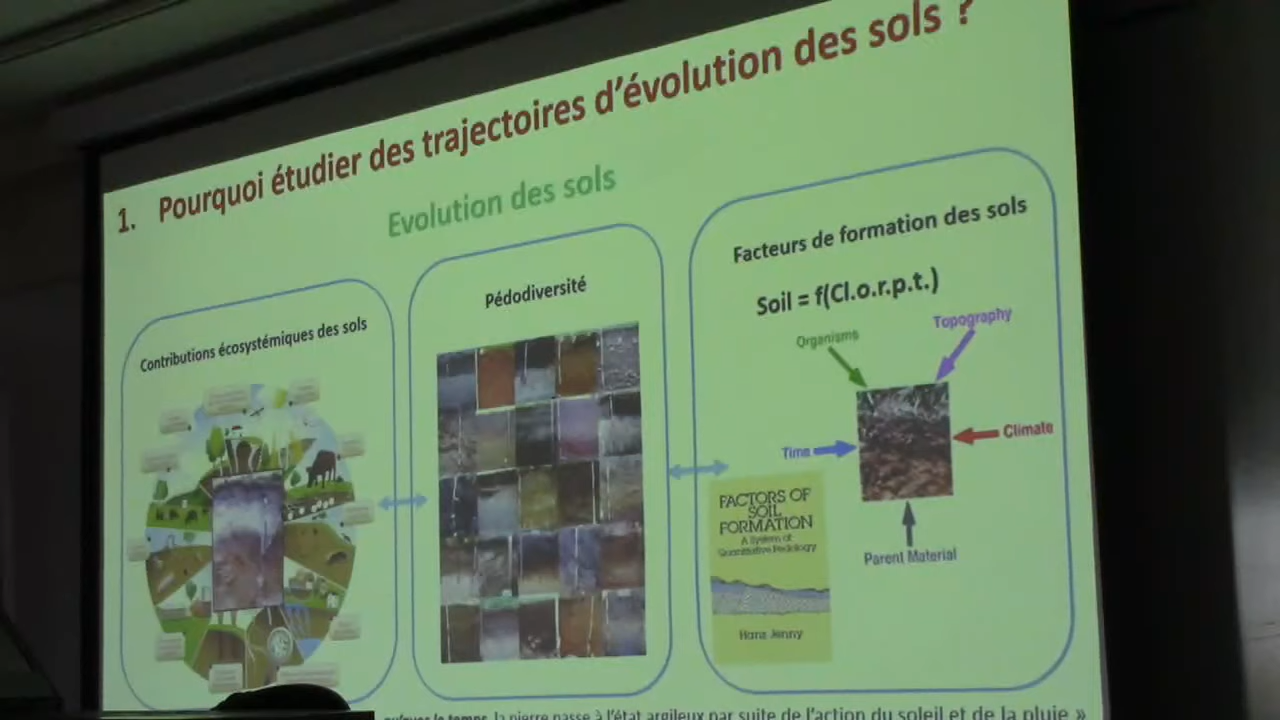 1. Pourquoi étudier des trajectoires d'évolution des sols ?
Evolution des sols
Contributions écosystémiques des sols
Pédodiversité
Facteurs de formation des sols
Soil = f(Cl.o.r.p.t.)
Organisms
Topography
Time
Climate
Parent Material
FACTORS OF
SOIL
FORMATION
A System of
Quantitative Pedology
Hans Jenny
le temps, la pierre passe à l'état argileux par suite de l'action du soleil et de la pluie »